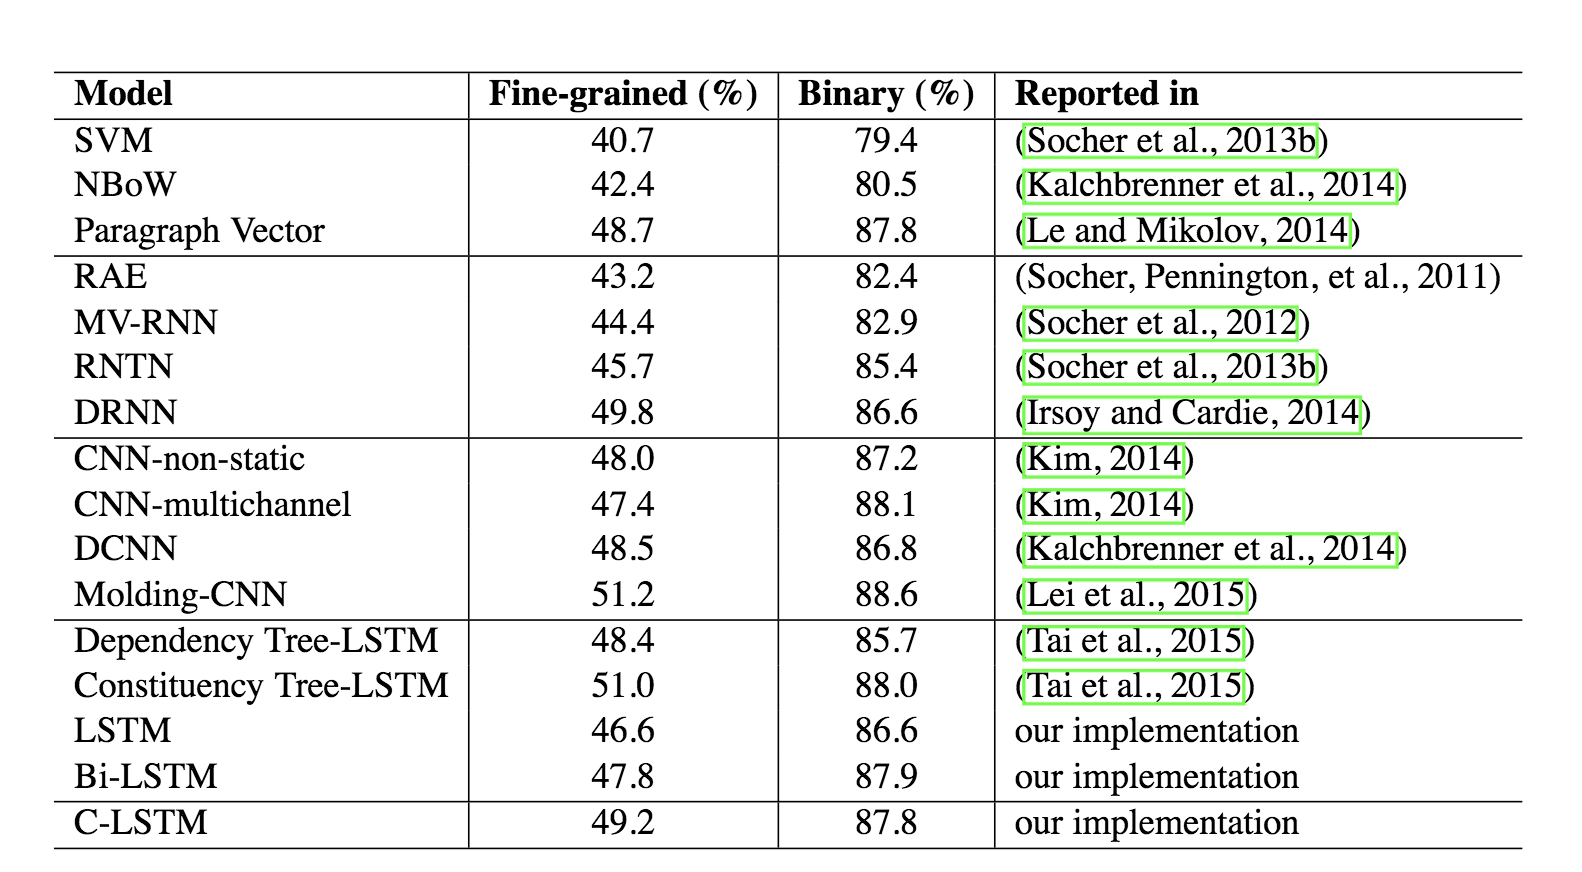 Model Fine-grained (%) Binary (%) Reported in
SVM 40.7 79.4 (Socher et al., 2013b)
NBoW 42.4 80.5 (Kalchbrenner et al., 2014)
Paragraph Vector 48.7 87.8 (Le and Mikolov, 2014)
RAE 43.2 82.4 (Socher, Pennington, et al., 2011)
MV-RNN 44.4 82.9 (Socher et al., 2012)
RNTN 45.7 85.4 (Socher et al., 2013b)
DRNN 49.8 86.6 (Irsoy and Cardie, 2014)
CNN-non-static 48.0 87.2 (Kim, 2014)
CNN-multichannel 47.4 88.1 (Kim, 2014)
DCNN 48.5 86.8 (Kalchbrenner et al., 2014)
Molding-CNN 51.2 88.6 (Lei et al., 2015)
Dependency Tree-LSTM 48.4 85.7 (Tai et al., 2015)
Constituency Tree-LSTM 51.0 88.0 (Tai et al., 2015)
LSTM 46.6 86.6 our implementation
Bi-LSTM 47.8 87.9 our implementation
C-LSTM 49.2 87.8 our implementation